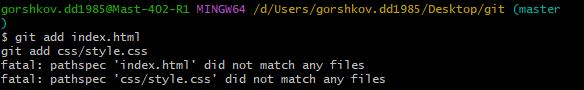 gorshkov.dd1985@Mast-402-R1 MINGW64 /d/Users/gorshkov.dd1985/Desktop/git (master
)
$ git add index.html
git add css/style.css
fatal: pathspec 'index.html' did not match any files
fatal: pathspec 'css/style.css' did not match any files